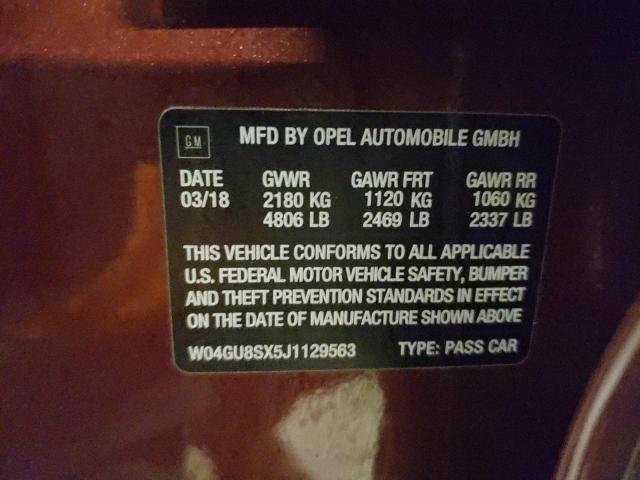 GM
MFD BY OPEL AUTOMOBILE GMBH
DATE GVWR GAWR FRT GAWR RR
03/18 2180 KG 1120 KG 1060 KG
4806 LB 2469 LB 2337 LB
THIS VEHICLE CONFORMS TO ALL APPLICABLE
U.S. FEDERAL MOTOR VEHICLE SAFETY, BUMPER
AND THEFT PREVENTION STANDARDS IN EFFECT
ON THE DATE OF MANUFACTURE SHOWN ABOVE
W04GU8SX5J1129563 TYPE: PASS CAR